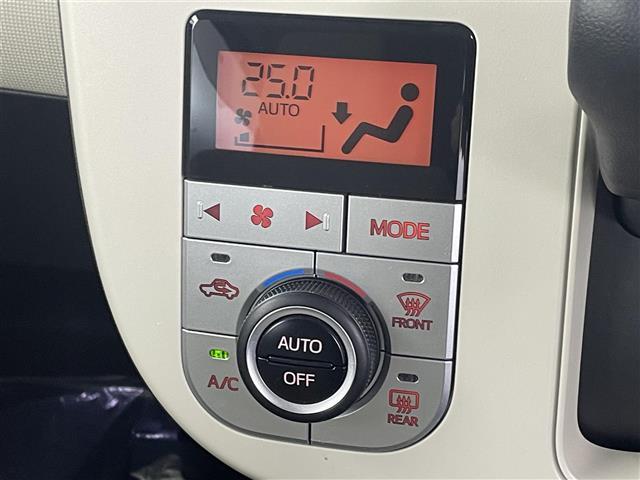 25.0
AUTO
MODE
FRONT
AUTO
A/C
OFF
REAR